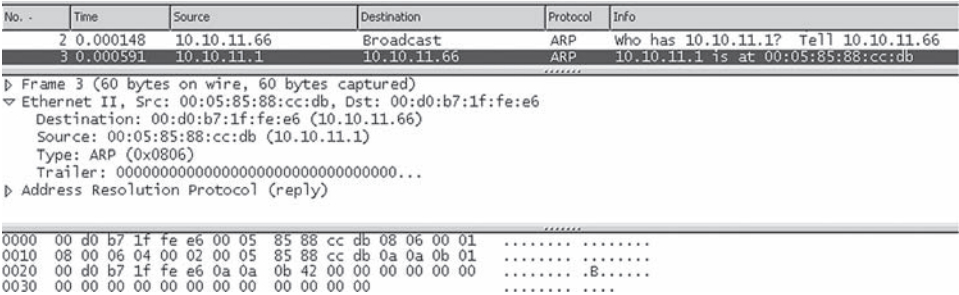 No. - Time Source Destination Protocol Info
2 0.000148 10.10.11.66 Broadcast ARP Who has 10.10.11.1? Tell 10.10.11.66
3 0.000591 10.10.11.1 10.10.11.66 ARP 10.10.11.1 is at 00:05:85:88:cc:db
Frame 3 (60 bytes on wire, 60 bytes captured)
Ethernet II, Src: 00:05:85:88:cc:db, Dst: 00:d0:b7:1f:fe:e6
Destination: 00:d0:b7:1f:fe:e6 (10.10.11.66)
Source: 00:05:85:88:cc:db (10.10.11.1)
Type: ARP (0x0806)
Trailer: 00000000000000000000000000000000...
Address Resolution Protocol (reply)
0000 00 d0 b7 1f fe e6 00 05 85 88 cc db 08 06 00 01 ........ ........
0010 08 00 06 04 00 02 00 05 85 88 cc db 0a 0a 0b 01 ........ ........
0020 00 d0 b7 1f fe e6 0a 0a 0b 42 00 00 00 00 00 00 ........ .B......
0030 00 00 00 00 00 00 00 00 00 00 00 00 ........ ....